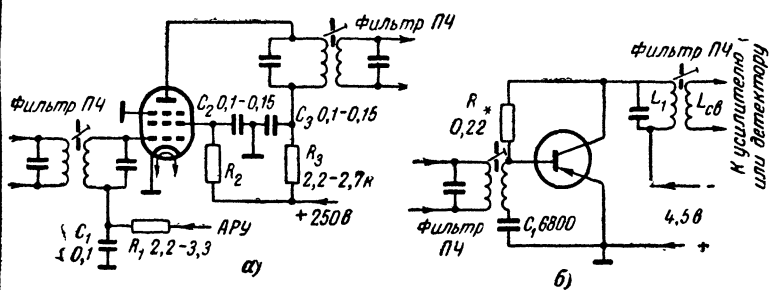 Фильтр ПЧ
Фильтр ПЧ
C2 0,1-0,15
C3 0,1-0,15
R2
R3
2,2-2,7к
+250В
C1
0,1
R1 2,2-3,3
АРУ
а)
Фильтр ПЧ
R*
0,22
L1
Lсв
К усилителю
или детектору
Фильтр
ПЧ
C1 6800
-
4,5в
+
б)